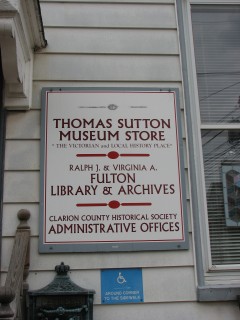 THOMAS SUTTON
MUSEUM STORE
"THE VICTORIAN and LOCAL HISTORY PLACE"
RALPH J. & VIRGINIA A.
FULTON
LIBRARY & ARCHIVES
CLARION COUNTY HISTORICAL SOCIETY
ADMINISTRATIVE OFFICES